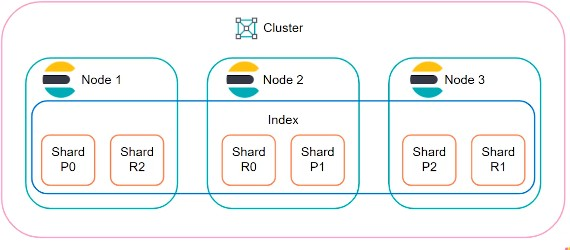 Cluster
Node 1
Node 2
Node 3
Index
Shard
P0
Shard
R2
Shard
R0
Shard
P1
Shard
P2
Shard
R1